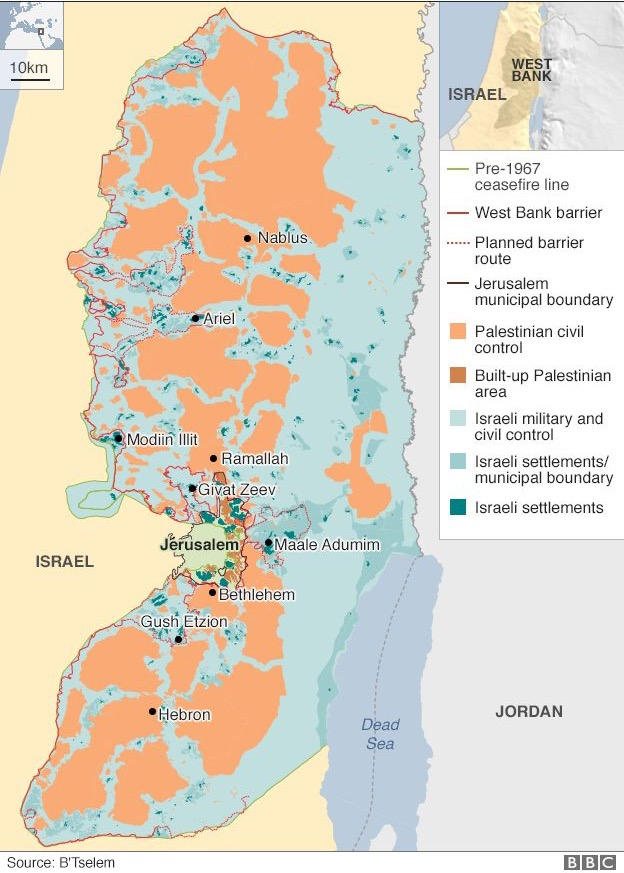 10km
WEST
BANK
ISRAEL
Pre-1967
ceasefire line
West Bank barrier
Planned barrier
route
Jerusalem
municipal boundary
Palestinian civil
control
Built-up Palestinian
area
Israeli military and
civil control
Israeli settlements/
municipal boundary
Israeli settlements
Nablus
Ariel
Modiin Illit
Ramallah
Givat Zeev
Jerusalem
Maale Adumim
ISRAEL
Bethlehem
Gush Etzion
Hebron
JORDAN
Dead
Sea
Source: B'Tselem
BBC